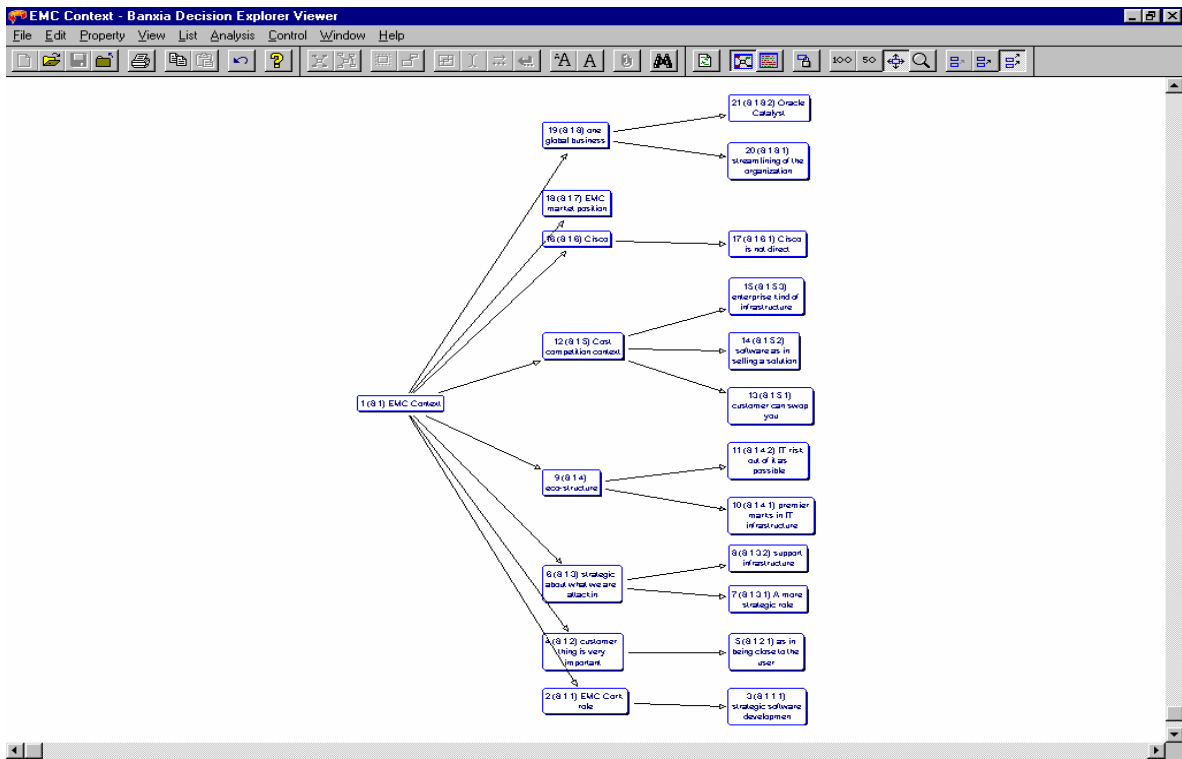 EMC Context - Banxia Decision Explorer Viewer
File Edit Property View List Analysis Control Window Help
A A 100 50
21 (8 1 8 2) Oracle
Catalyst
19 (8 1 8) one
global business
20 (8 1 8 1)
streamlining of the
organization
18 (8 1 7) EMC
market position
16 (8 1 6) Cisco
17 (8 1 6 1) Cisco
is not direct
15 (8 1 5 3)
enterprise kind of
infrastructure
12 (8 1 5) Cost
competition context
14 (8 1 5 2)
software as in
selling a solution
13 (8 1 5 1)
customer can swap
you
1 (8 1) EMC Context
11 (8 1 4 2) IT risk
out of it as
possible
9 (8 1 4)
eco-structure
10 (8 1 4 1) premier
marks in IT
infrastructure
8 (8 1 3 2) support
infrastructure
6 (8 1 3) strategic
about what we are
attackin
7 (8 1 3 1) A more
strategic role
4 (8 1 2) customer
thing is very
important
5 (8 1 2 1) as in
being close to the
user
2 (8 1 1) EMC Cork
role
3 (8 1 1 1)
strategic software
developmen